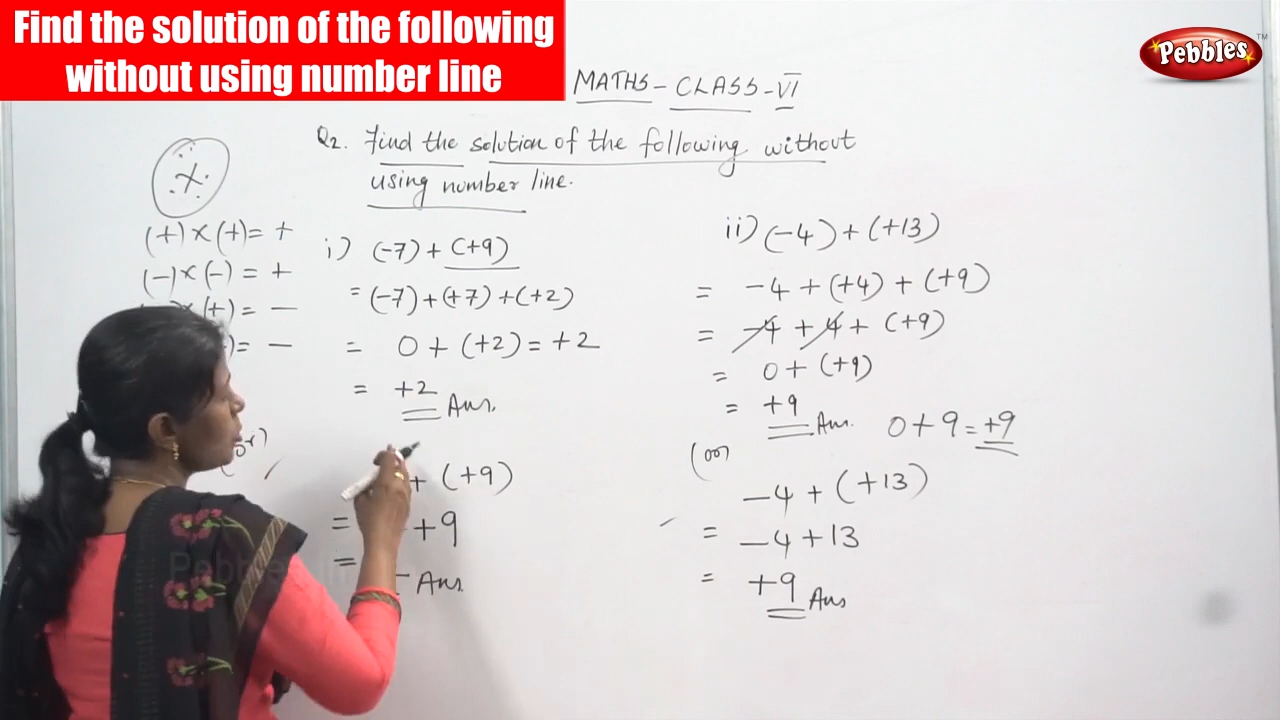 Find the solution of the following
without using number line
Pebbles TM
MATHS - CLASS - VI
Q2. Find the solution of the following without
using number line.
×
(+) × (+) = +
(-) × (-) = +
(+) = -
= -
i) (-7) + (+9)
= (-7) + (+7) + (+2)
= 0 + (+2) = +2
= +2 Ans.
(or)
+ (+9)
= +9
= Ans.
ii) (-4) + (+13)
= -4 + (+4) + (+9)
= -4 + 4 + (+9)
= 0 + (+9)
= +9 Ans. 0 + 9 = +9
(or)
-4 + (+13)
= -4 + 13
= +9 Ans
Pebbles